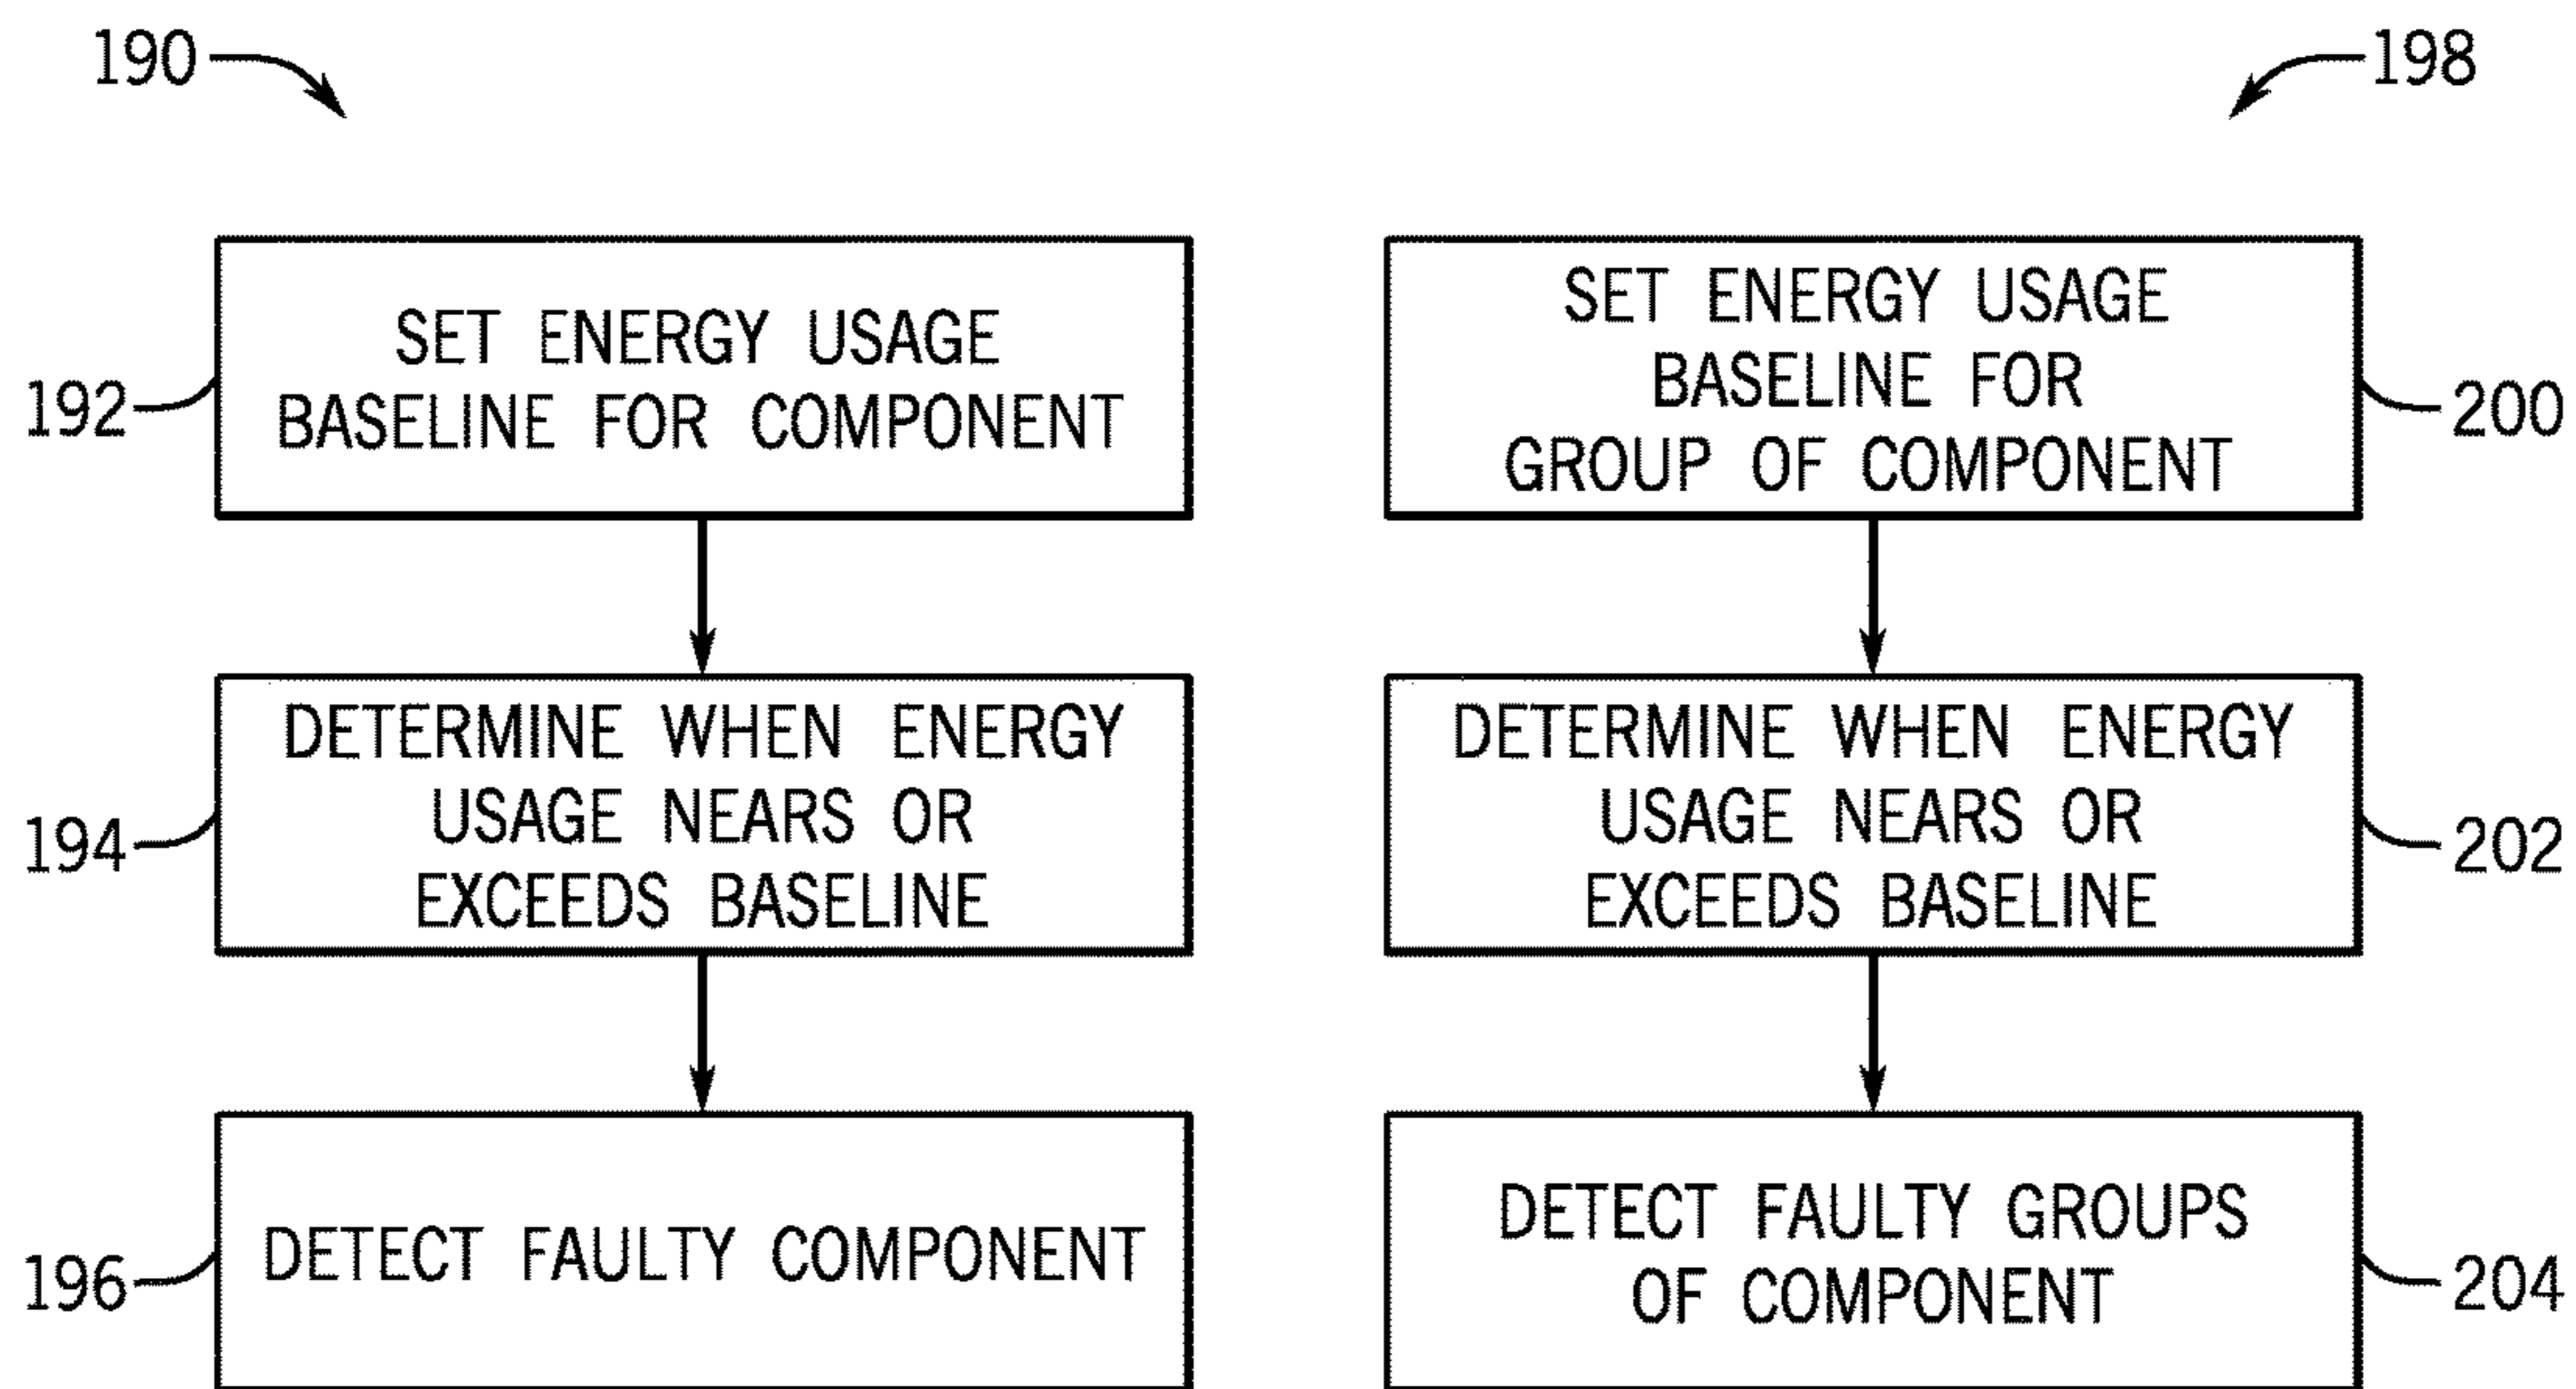 190
198
192
SET ENERGY USAGE
BASELINE FOR COMPONENT
194
DETERMINE WHEN ENERGY
USAGE NEARS OR
EXCEEDS BASELINE
196
DETECT FAULTY COMPONENT
SET ENERGY USAGE
BASELINE FOR
GROUP OF COMPONENT
200
DETERMINE WHEN ENERGY
USAGE NEARS OR
EXCEEDS BASELINE
202
DETECT FAULTY GROUPS
OF COMPONENT
204